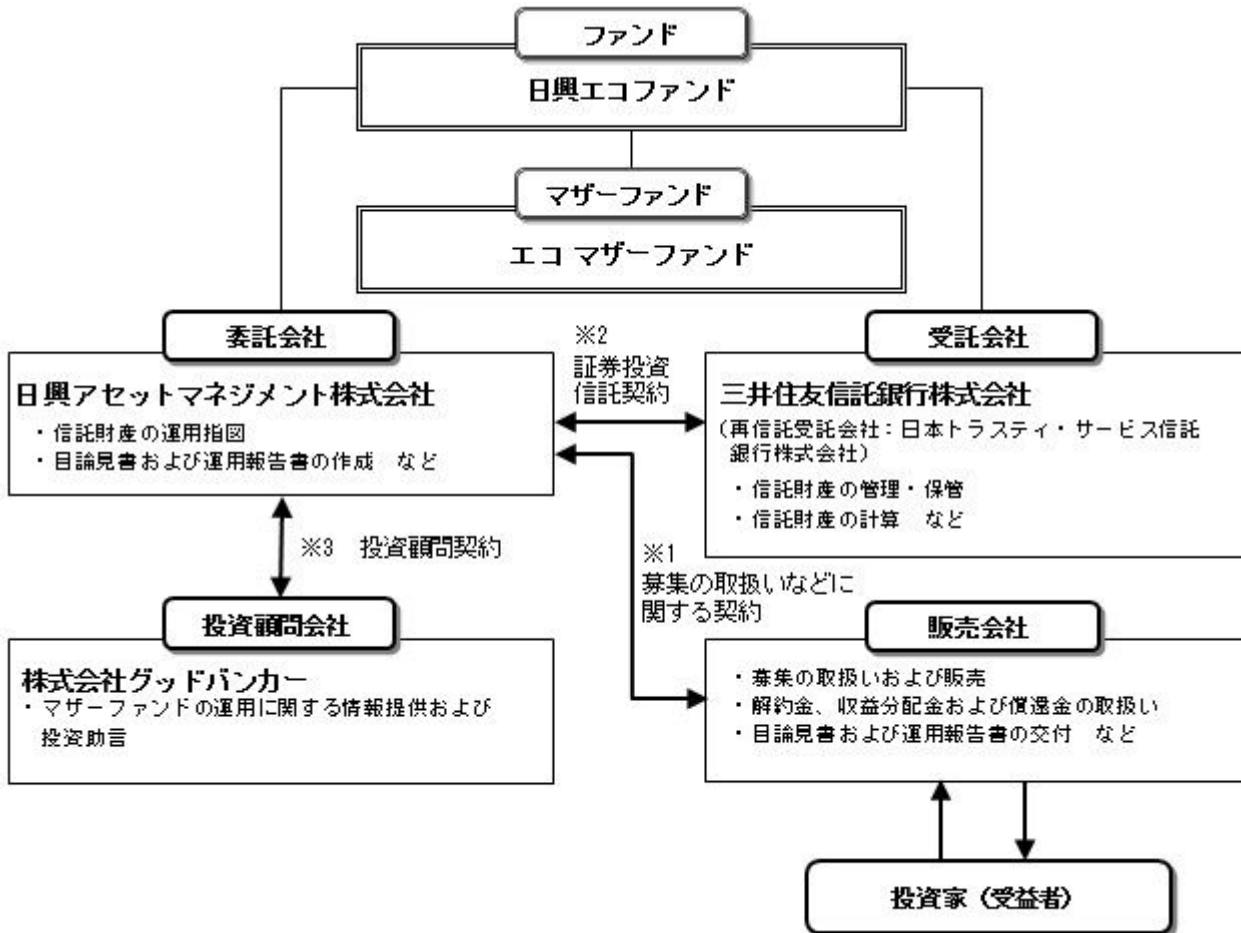 ファンド
日興エコファンド
マザーファンド
エコ マザーファンド
委託会社
日興アセットマネジメント株式会社
・信託財産の運用指図
・目論見書および運用報告書の作成　など
※2
証券投資
信託契約
受託会社
三井住友信託銀行株式会社
（再信託受託会社：日本トラスティ・サービス信託
銀行株式会社）
・信託財産の管理・保管
・信託財産の計算　など
※3　投資顧問契約
※1
募集の取扱いなどに
関する契約
投資顧問会社
株式会社グッドバンカー
・マザーファンドの運用に関する情報提供および
投資助言
販売会社
・募集の取扱いおよび販売
・解約金、収益分配金および償還金の取扱い
・目論見書および運用報告書の交付　など
投資家（受益者）